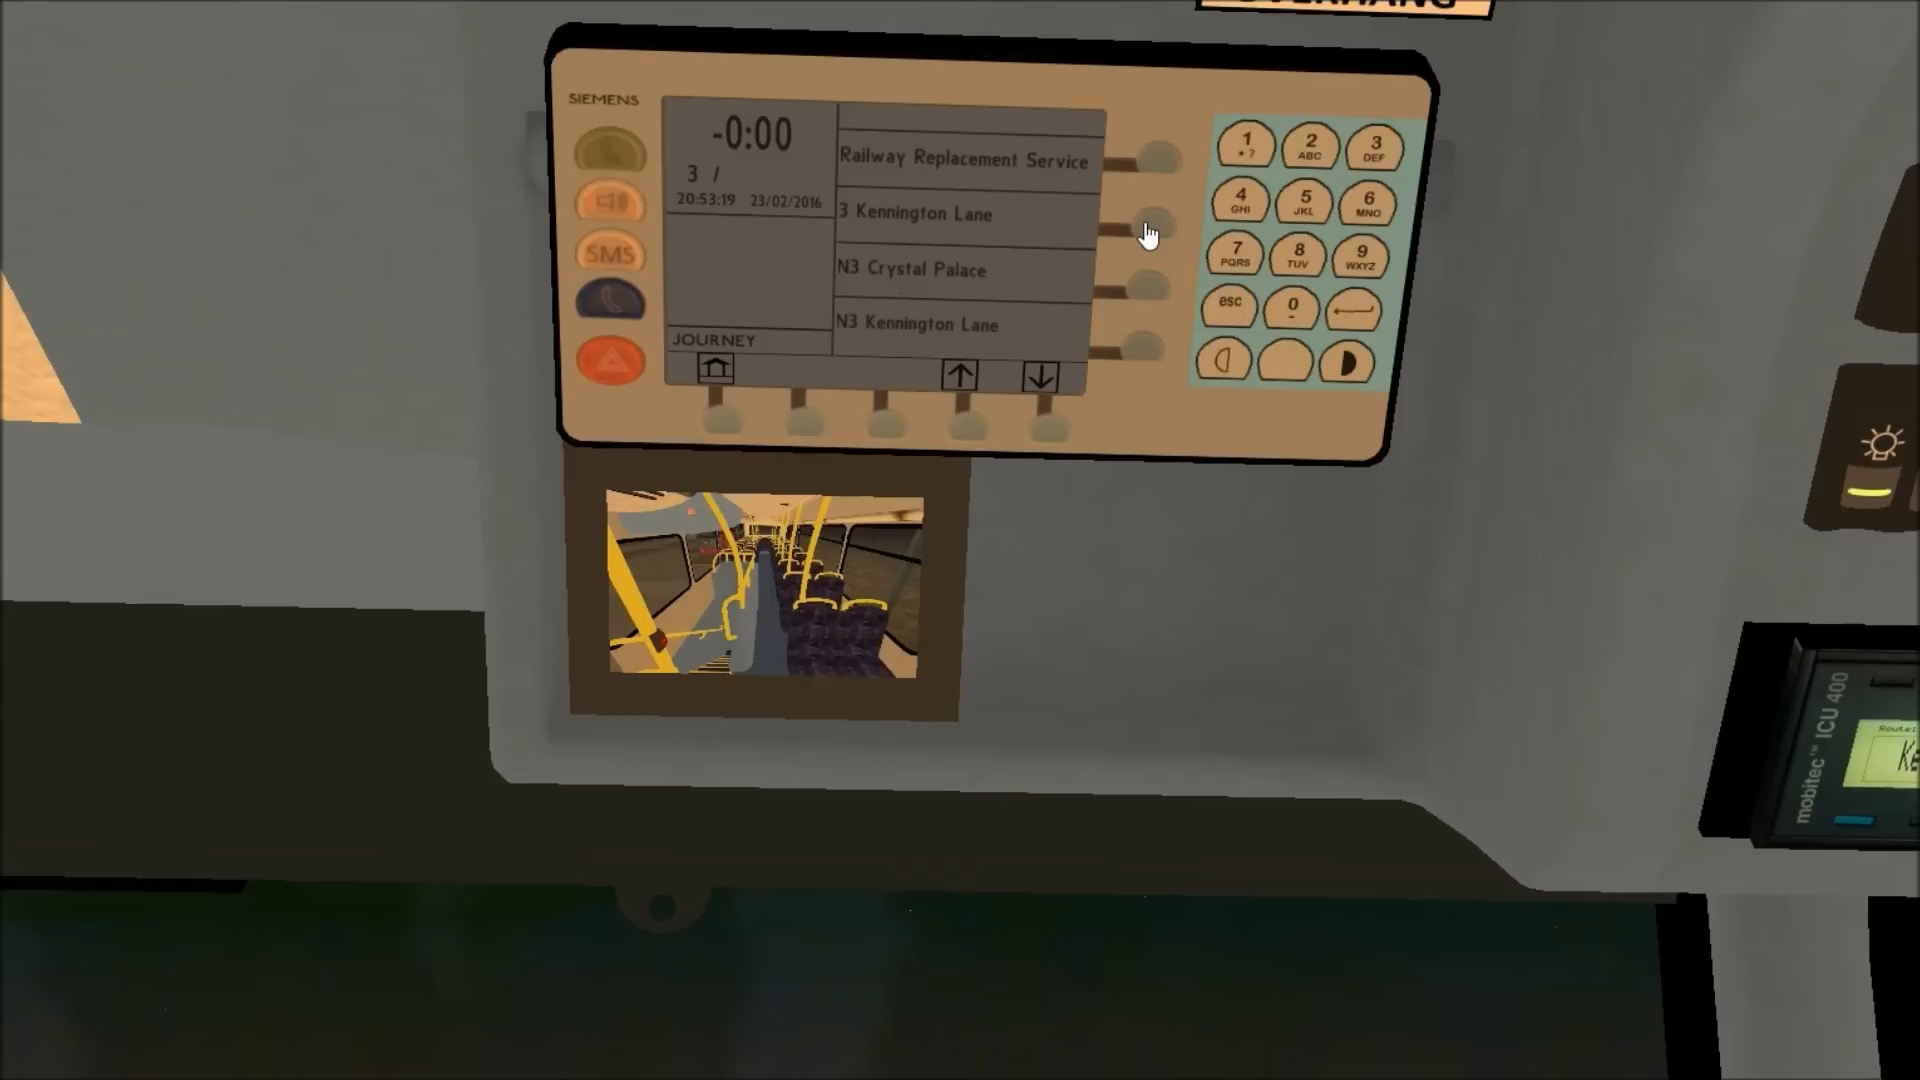 SIEMENS
SMS
-0:00
3 /
20:53:19 23/02/2016
JOURNEY
Railway Replacement Service
3 Kennington Lane
N3 Crystal Palace
N3 Kennington Lane
1 2 3
* ? ABC DEF
4 5 6
GHI JKL MNO
7 8 9
PQRS TUV WXYZ
esc 0
-
mobitec™ ICU 400
Route: